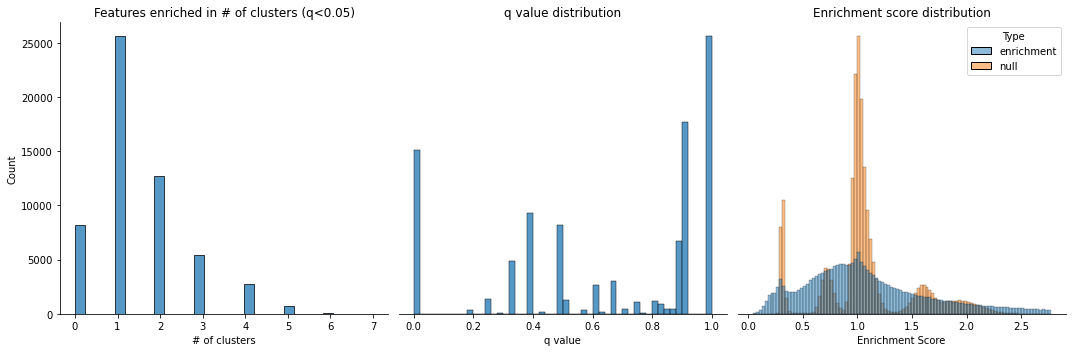 Features enriched in # of clusters (q<0.05)
25000
20000
15000
10000
5000
0
Count
0 1 2 3 4 5 6 7
# of clusters
q value distribution
0.0 0.2 0.4 0.6 0.8 1.0
q value
Enrichment score distribution
Type
enrichment
null
0.0 0.5 1.0 1.5 2.0 2.5
Enrichment Score